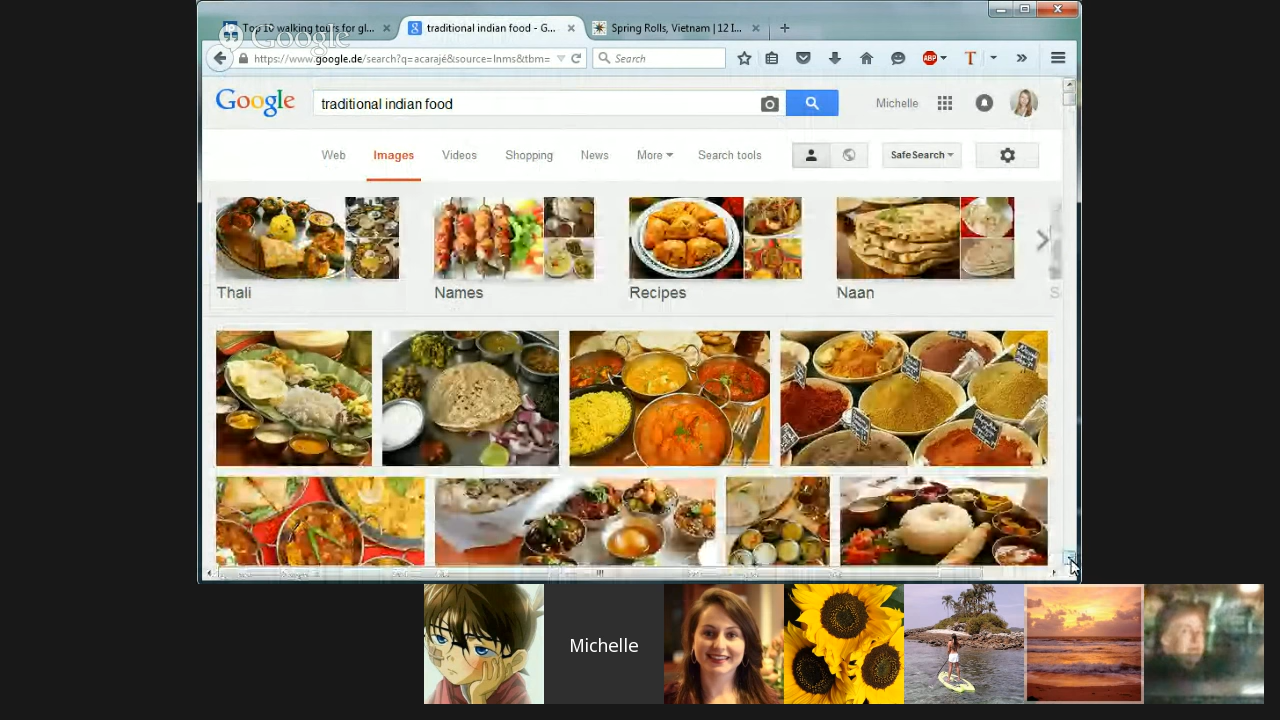 Top 10 walking tours for gl...
traditional indian food - G...
Spring Rolls, Vietnam | 12 I...
Google
https://www.google.de/search?q=acarajé&source=lnms&tbm=
Search
ABP
T
Google
traditional indian food
Michelle
Web
Images
Videos
Shopping
News
More
Search tools
SafeSearch
Thali
Names
Recipes
Naan
S
Michelle